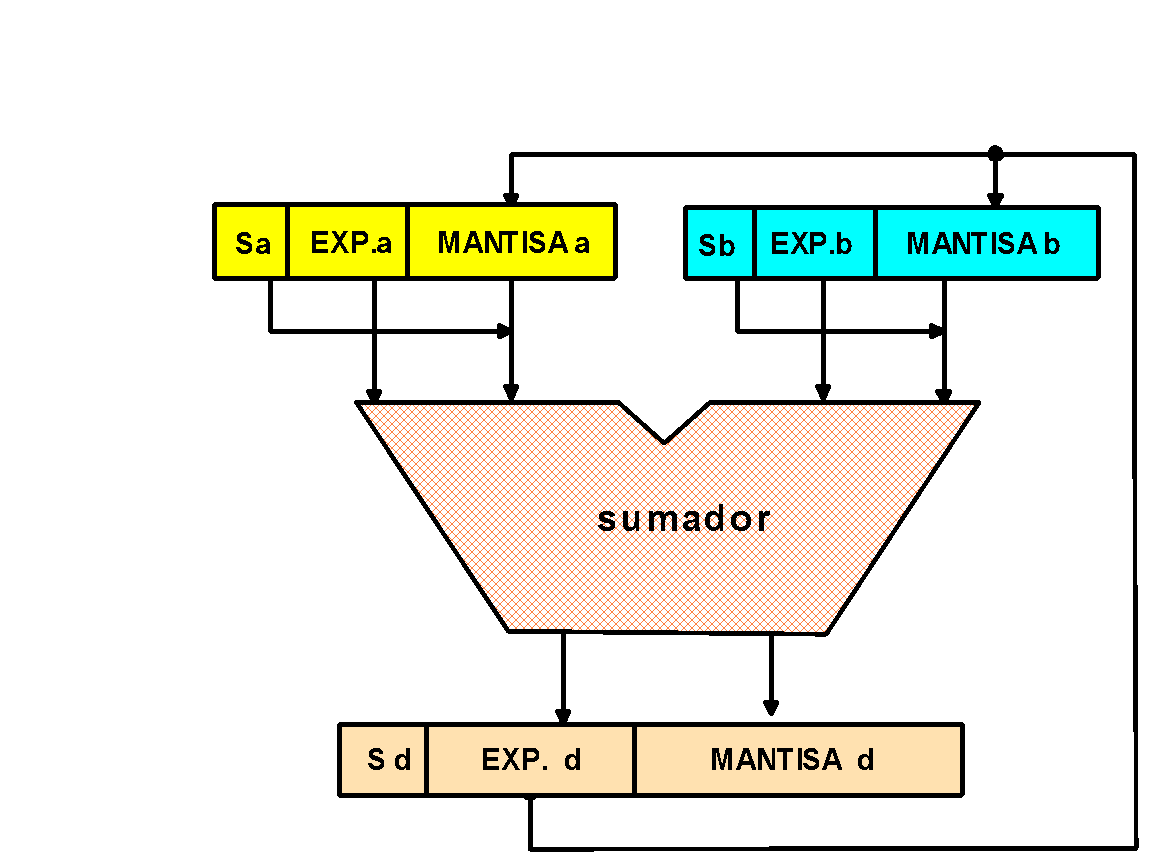 Sa EXP.a MANTISA a Sb EXP.b MANTISA b
sumador
S d EXP. d MANTISA d